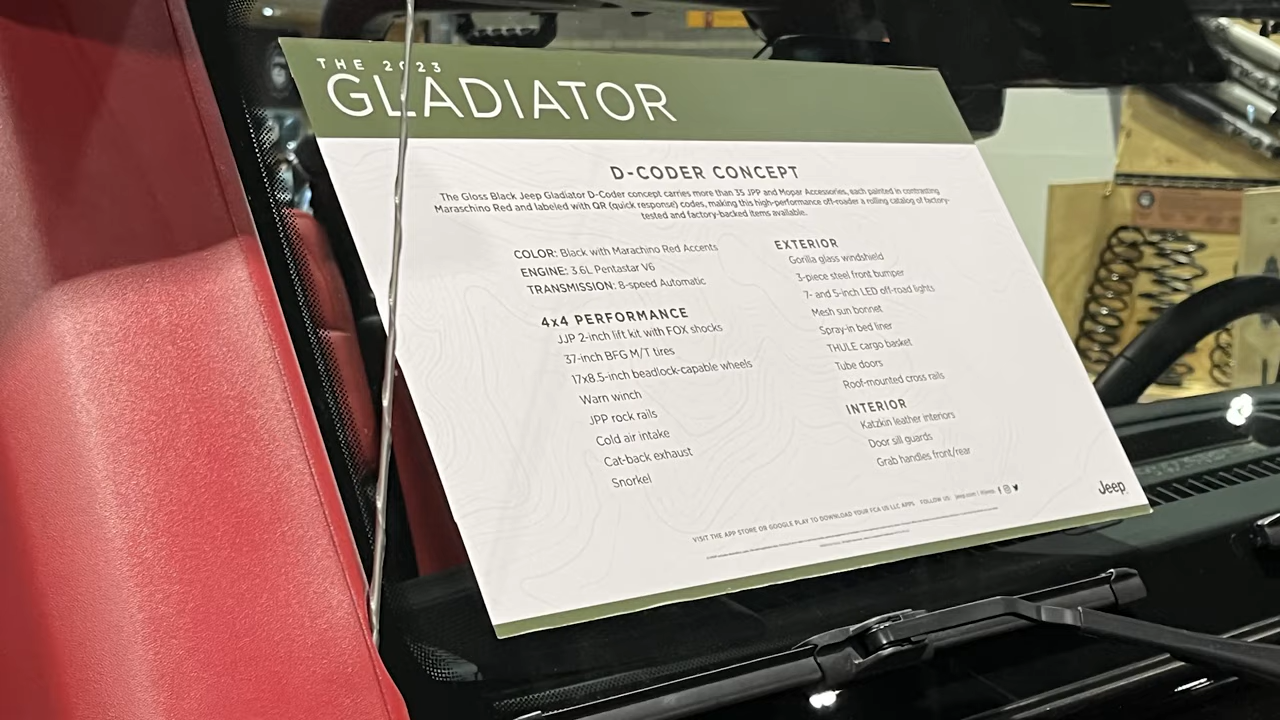 THE 2023
GLADIATOR
D-CODER CONCEPT
The Gloss Black Jeep Gladiator D-Coder concept carries more than 35 JPP and Mopar Accessories, each painted in contrasting
Maraschino Red and labeled with QR (quick response) codes, making this high-performance off-roader a rolling catalog of factory-
tested and factory-backed items available.
COLOR: Black with Marachino Red Accents
ENGINE: 3.6L Pentastar V6
TRANSMISSION: 8-speed Automatic
4x4 PERFORMANCE
JJP 2-inch lift kit with FOX shocks
37-inch BFG M/T tires
17x8.5-inch beadlock-capable wheels
Warn winch
JPP rock rails
Cold air intake
Cat-back exhaust
Snorkel
EXTERIOR
Gorilla glass windshield
3-piece steel front bumper
7- and 5-inch LED off-road lights
Mesh sun bonnet
Spray-in bed liner
THULE cargo basket
Tube doors
Roof-mounted cross rails
INTERIOR
Katzkin leather interiors
Door sill guards
Grab handles front/rear
VISIT THE APP STORE OR GOOGLE PLAY TO DOWNLOAD YOUR FCA US LLC APPS FOLLOW US: jeep.com
Jeep